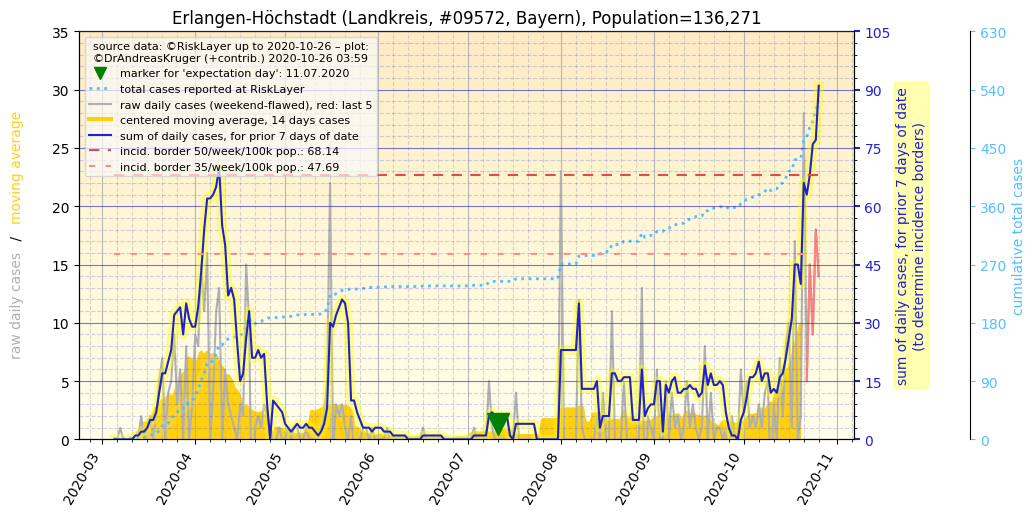 Erlangen-Höchstadt (Landkreis, #09572, Bayern), Population=136,271
source data: ©RiskLayer up to 2020-10-26 – plot:
©DrAndreasKruger (+contrib.) 2020-10-26 03:59
marker for 'expectation day': 11.07.2020
total cases reported at RiskLayer
raw daily cases (weekend-flawed), red: last 5
centered moving average, 14 days cases
sum of daily cases, for prior 7 days of date
incid. border 50/week/100k pop.: 68.14
incid. border 35/week/100k pop.: 47.69
raw daily cases / moving average
35
30
25
20
15
10
5
0
2020-03
2020-04
2020-05
2020-06
2020-07
2020-08
2020-09
2020-10
2020-11
105
90
75
60
45
30
15
0
sum of daily cases, for prior 7 days of date
(to determine incidence borders)
630
540
450
360
270
180
90
0
cumulative total cases